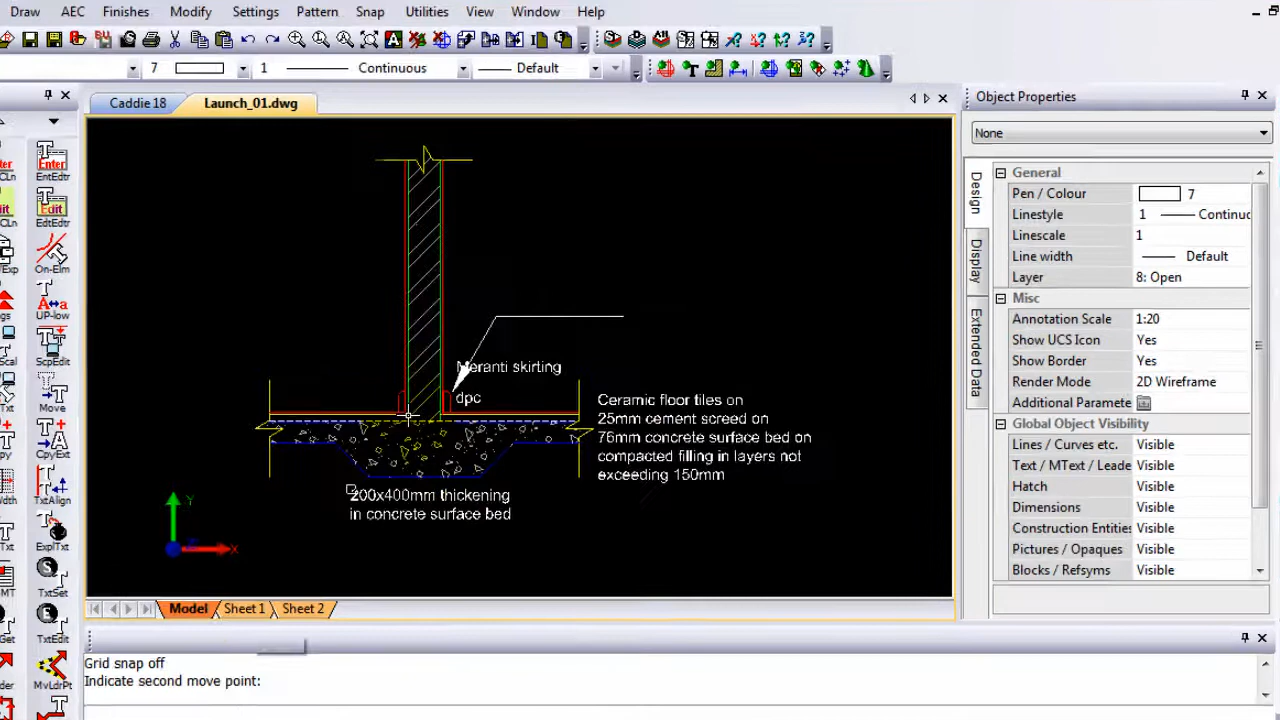 Draw AEC Finishes Modify Settings Pattern Snap Utilities View Window Help
7 1 Continuous Default
Caddie 18 Launch_01.dwg
Object Properties
None
Design
Display
Extended Data
General
Pen / Colour 7
Linestyle 1 Continuc
Linescale 1
Line width Default
Layer 8: Open
Misc
Annotation Scale 1:20
Show UCS Icon Yes
Show Border Yes
Render Mode 2D Wireframe
Additional Paramete
Global Object Visibility
Lines / Curves etc. Visible
Text / MText / Leade Visible
Hatch Visible
Dimensions Visible
Construction Entities Visible
Pictures / Opaques Visible
Blocks / Refsyms Visible
EntEdtr
EdtEdtr
On-Elm
UP-low
ScpEdit
Move
CpyExt
TxtAlign
ExplTxt
TxtSet
TxtEdit
MvLdrPt
Meranti skirting
dpc
Ceramic floor tiles on
25mm cement screed on
76mm concrete surface bed on
compacted filling in layers not
exceeding 150mm
200x400mm thickening
in concrete surface bed
Y
X
Model Sheet 1 Sheet 2
Grid snap off
Indicate second move point: